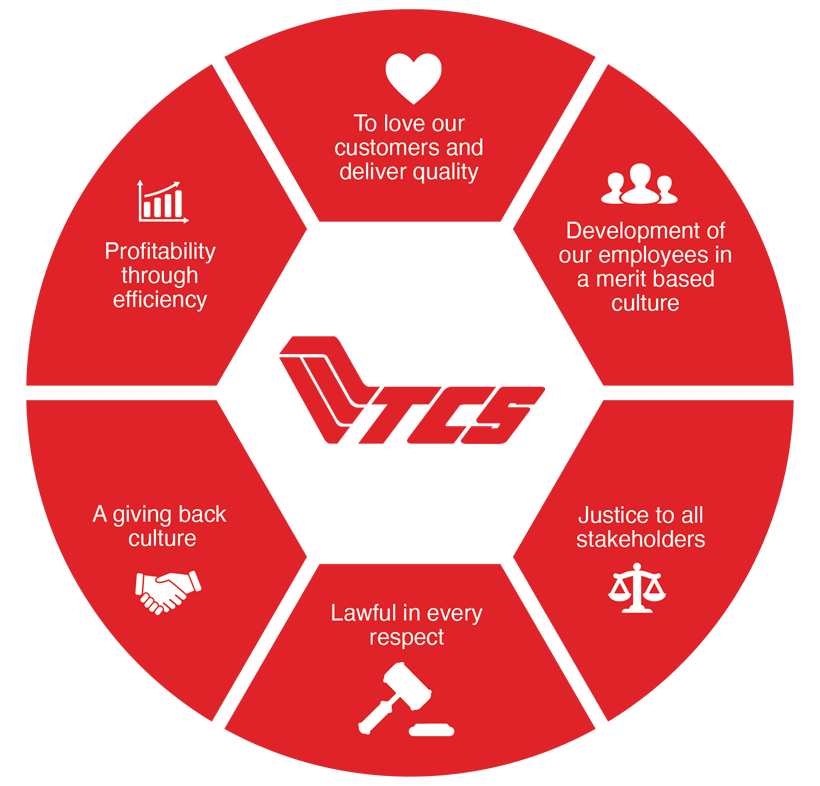 To love our
customers and
deliver quality
Development of
our employees in
a merit based
culture
Justice to all
stakeholders
Lawful in every
respect
A giving back
culture
Profitability
through
efficiency
TCS